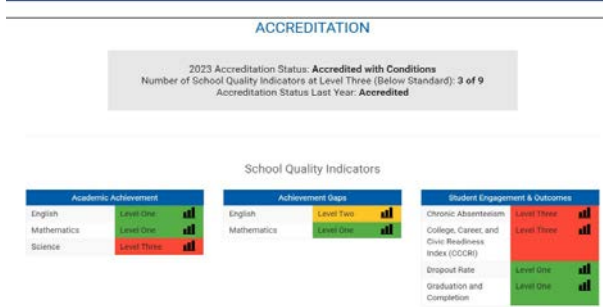 ACCREDITATION
2023 Accreditation Status: Accredited with Conditions
Number of School Quality Indicators at Level Three (Below Standard): 3 of 9
Accreditation Status Last Year: Accredited
School Quality Indicators
Academic Achievement
English Level One
Mathematics Level One
Science Level Three
Achievement Gaps
English Level Two
Mathematics Level One
Student Engagement & Outcomes
Chronic Absenteeism Level Three
College, Career, and Level Three
Civic Readiness
Index (CCCRI)
Dropout Rate Level One
Graduation and Level One
Completion